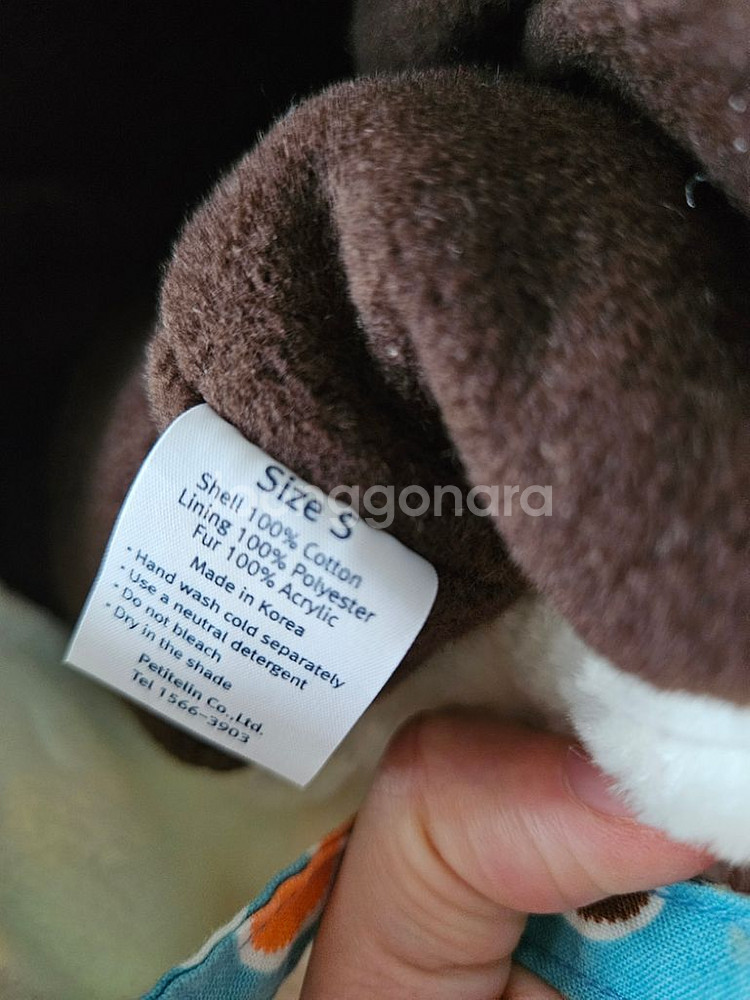 Size S
Shell 100% Cotton
Lining 100% Polyester
Fur 100% Acrylic
Made in Korea
· Hand wash cold separately
· Use a neutral detergent
· Do not bleach
· Dry in the shade
Petitelin Co.,Ltd.
Tel 1566-3903
joonggonara